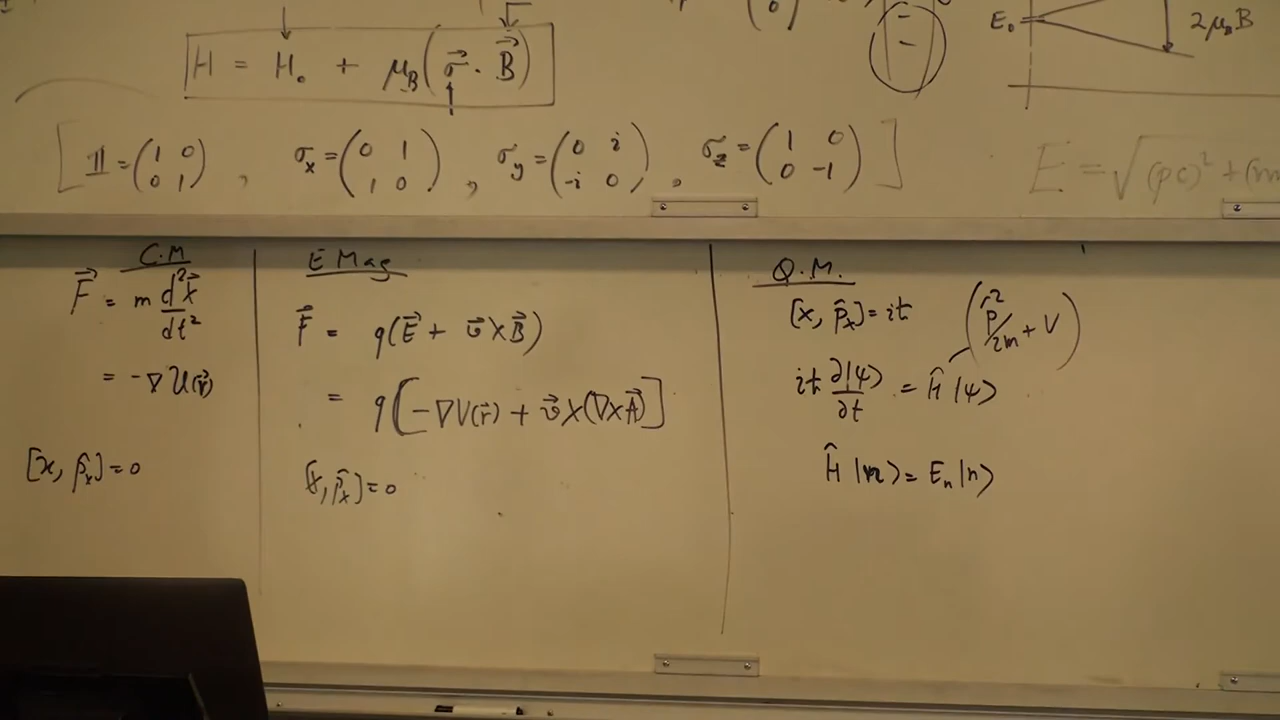 H = H₀ + μ_B(σ⃗ · B⃗)
E₀
2μ_B B
[𝟙 = (1 0; 0 1), σ_x = (0 1; 1 0), σ_y = (0 i; -i 0), σ_z = (1 0; 0 -1)]
E = √(pc)² + (m
C.M
F⃗ = m d²x⃗/dt²
= -∇U(r⃗)
[x, p̂_x] = 0
E Mag
F⃗ = q(E⃗ + v⃗ × B⃗)
= q[-∇V(r⃗) + v⃗ × (∇×A⃗)]
[x, p̂_x] = 0
Q.M.
[x, p̂_x] = iħ
(p̂²/2m + V)
iħ ∂|ψ⟩/∂t = Ĥ|ψ⟩
Ĥ|n⟩ = E_n|n⟩